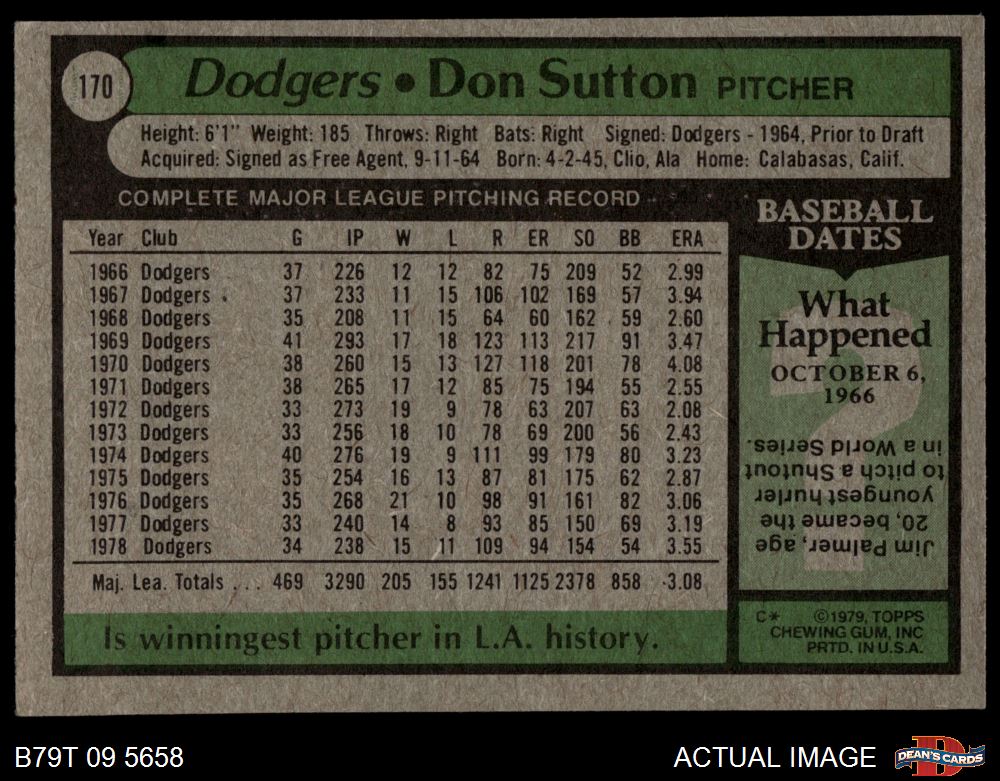 170
Dodgers • Don Sutton PITCHER
Height: 6'1" Weight: 185 Throws: Right Bats: Right Signed: Dodgers - 1964, Prior to Draft
Acquired: Signed as Free Agent, 9-11-64 Born: 4-2-45, Clio, Ala Home: Calabasas, Calif.
COMPLETE MAJOR LEAGUE PITCHING RECORD
Year Club G IP W L R ER SO BB ERA
1966 Dodgers 37 226 12 12 82 75 209 52 2.99
1967 Dodgers 37 233 11 15 106 102 169 57 3.94
1968 Dodgers 35 208 11 15 64 60 162 59 2.60
1969 Dodgers 41 293 17 18 123 113 217 91 3.47
1970 Dodgers 38 260 15 13 127 118 201 78 4.08
1971 Dodgers 38 265 17 12 85 75 194 55 2.55
1972 Dodgers 33 273 19 9 78 63 207 63 2.08
1973 Dodgers 33 256 18 10 78 69 200 56 2.43
1974 Dodgers 40 276 19 9 111 99 179 80 3.23
1975 Dodgers 35 254 16 13 87 81 175 62 2.87
1976 Dodgers 35 268 21 10 98 91 161 82 3.06
1977 Dodgers 33 240 14 8 93 85 150 69 3.19
1978 Dodgers 34 238 15 11 109 94 154 54 3.55
Maj. Lea. Totals ... 469 3290 205 155 1241 1125 2378 858 3.08
Is winningest pitcher in L.A. history.
BASEBALL
DATES
What
Happened
OCTOBER 6,
1966
Jim Palmer, age
20, became the
youngest hurler
to pitch a Shutout
in a World Series.
C* ©1979, TOPPS
CHEWING GUM, INC
PRTD. IN U.S.A.
B79T 09 5658
ACTUAL IMAGE
D
DEAN'S CARDS